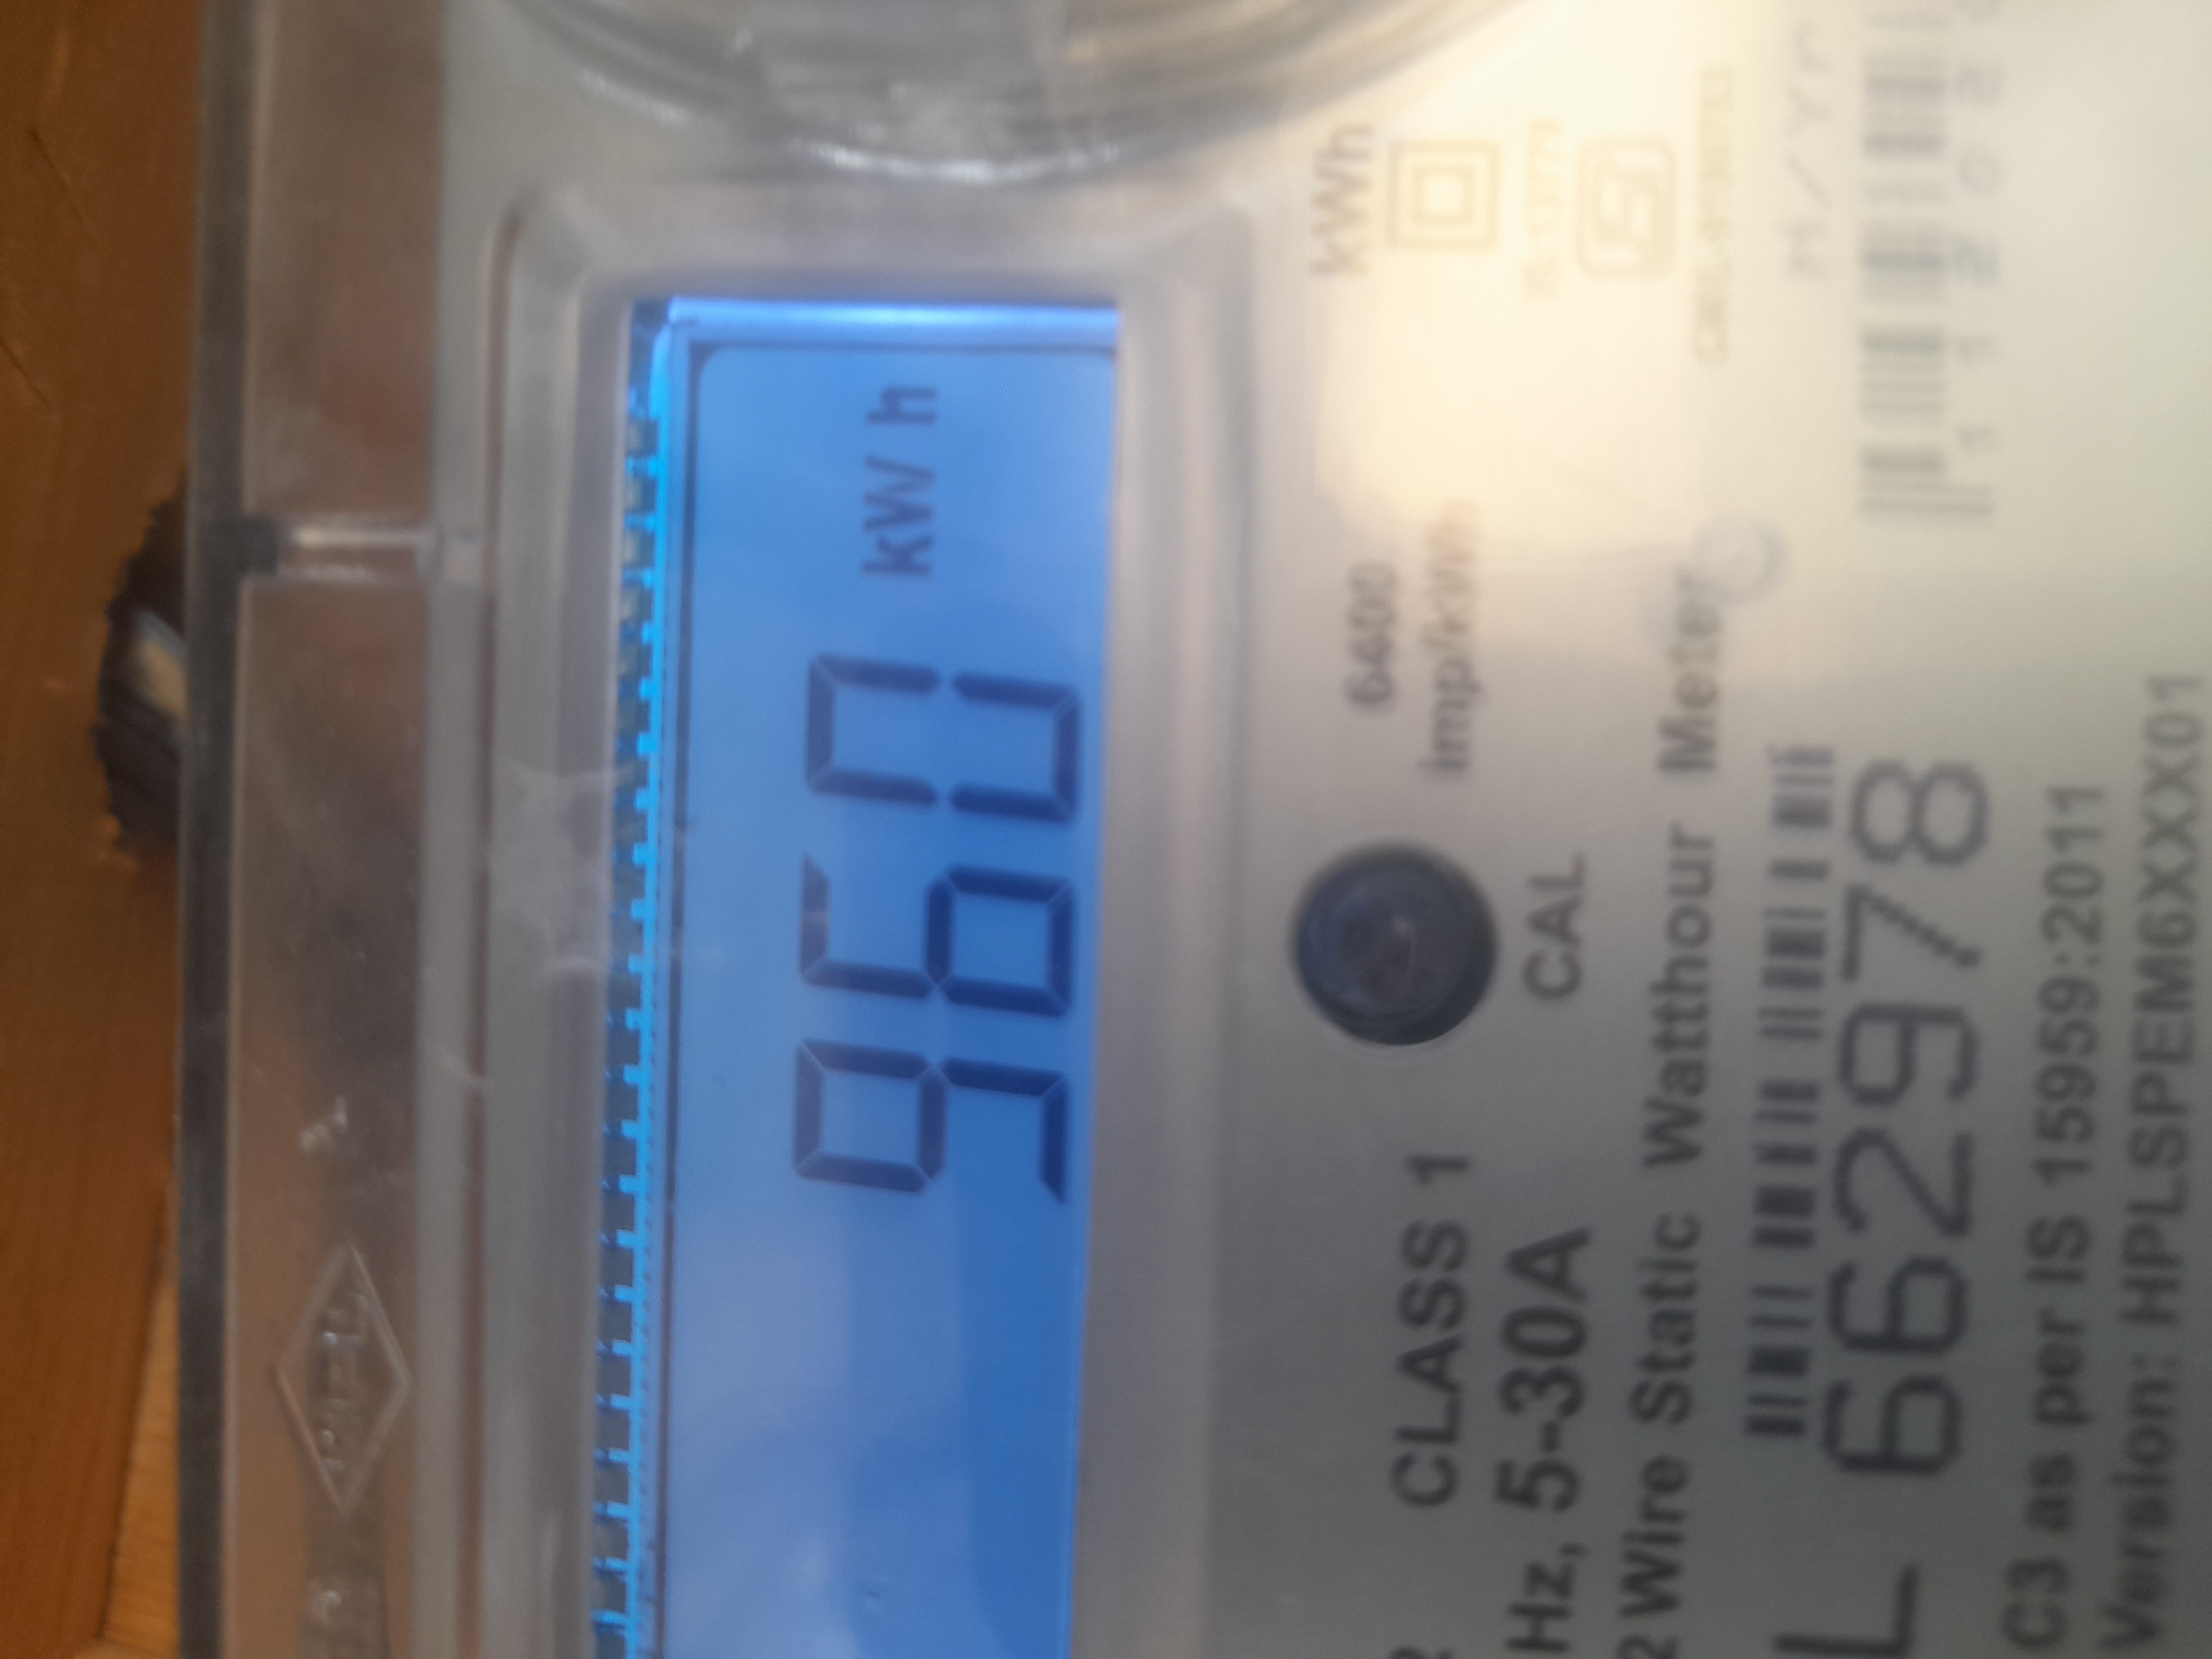 960 kWh
kWh
6400
imp/kWh
CAL
CLASS 1
Hz, 5-30A
2 Wire Static Watthour Meter
L 662978
C3 as per IS 15959:2011
Version: HPLSPEM6XXX01